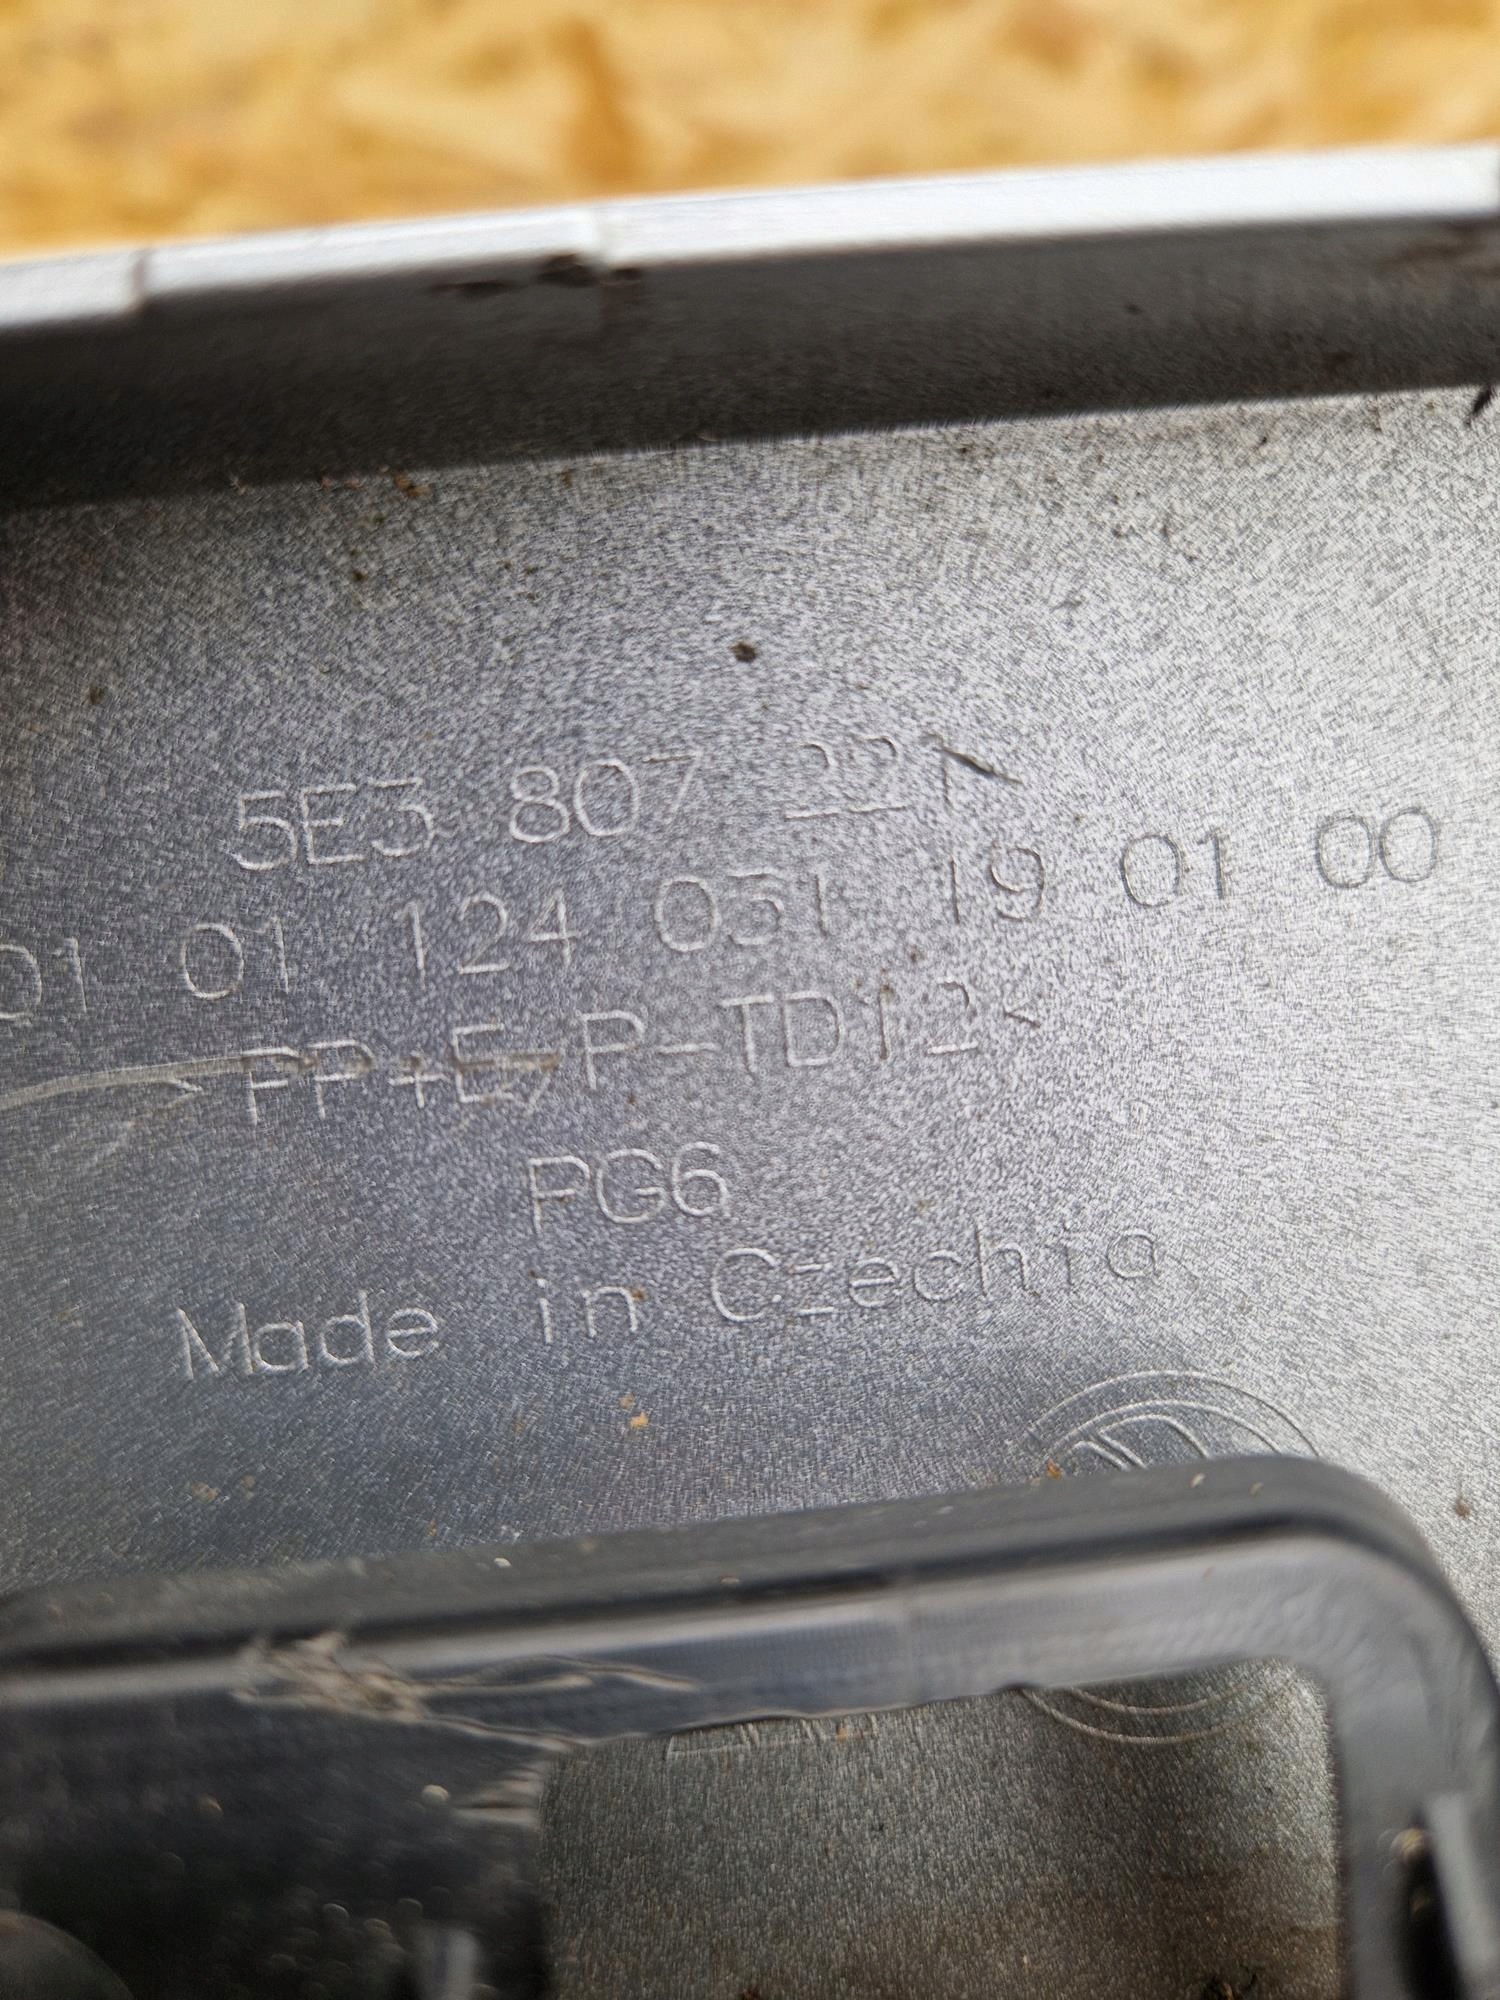 5E3 807 221
01 01 124 051 19 01 00
>PP+E/P-TD12<
PG6
Made in Czechia